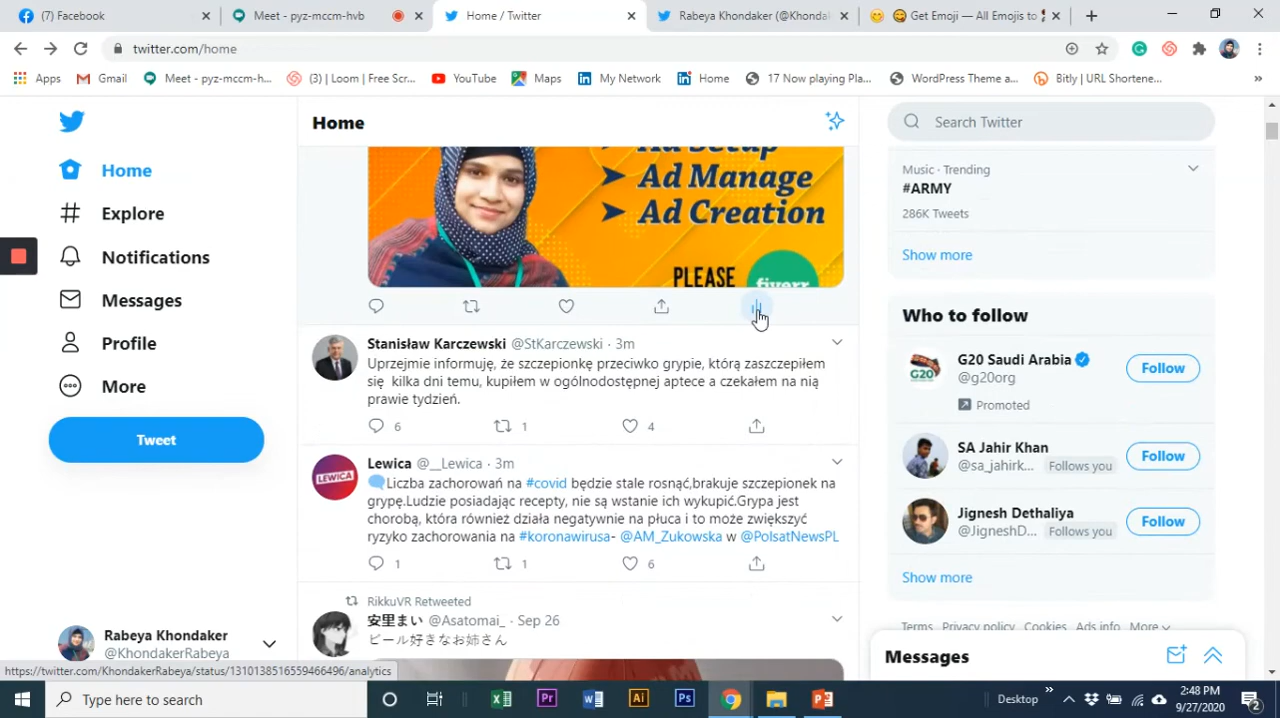 (3) Facebook
Meet - pyz-mccm-hvb
Home / Twitter
Rabeya Khondaker (@Khondak
Get Emoji — All Emojis to
twitter.com/home
Apps
Gmail
Meet - pyz-mccm-h...
(3) | Loom | Free Scr...
YouTube
Maps
My Network
Home
17 Now playing Pla...
WordPress Theme a...
Bitly | URL Shortene...
Home
Explore
Notifications
Messages
Profile
More
Tweet
Rabeya Khondaker
@KhondakerRabeya
Home
Ad Setup
➤ Ad Manage
➤ Ad Creation
PLEASE
fiverr
Stanisław Karczewski @StKarczewski · 3m
Uprzejmie informuję, że szczepionkę przeciwko grypie, którą zaszczepiłem
się kilka dni temu, kupiłem w ogólnodostępnej aptece a czekałem na nią
prawie tydzień.
6 1 4
LEWICA
Lewica @__Lewica · 3m
Liczba zachorowań na #covid będzie stale rosnąć,brakuje szczepionek na
grypę.Ludzie posiadając recepty, nie są wstanie ich wykupić.Grypa jest
chorobą, która również działa negatywnie na płuca i to może zwiększyć
ryzyko zachorowania na #koronawirusa- @AM_Zukowska w @PolsatNewsPL
1 1 6
RikkuVR Retweeted
安里まい @Asatomai_ · Sep 26
ビール好きなお姉さん
Search Twitter
Music · Trending
#ARMY
286K Tweets
Show more
Who to follow
G20 Saudi Arabia
@g20org
Promoted
Follow
SA Jahir Khan
@sa_jahirk... Follows you
Follow
Jignesh Dethaliya
@JigneshD... Follows you
Follow
Show more
Terms Privacy policy Cookies Ads info More
Messages
https://twitter.com/KhondakerRabeya/status/1310138516559466496/analytics
Type here to search
Desktop
2:48 PM
9/27/2020
2